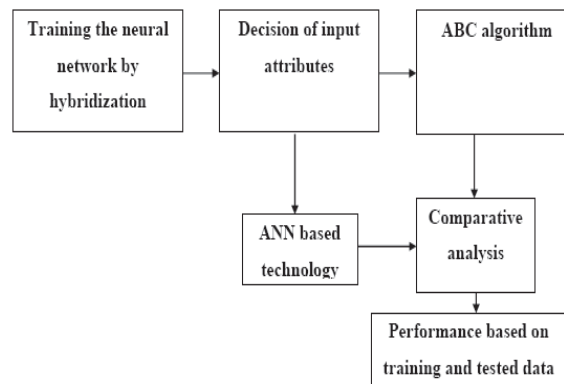 Training the neural
network by
hybridization
Decision of input
attributes
ABC algorithm
ANN based
technology
Comparative
analysis
Performance based on
training and tested data